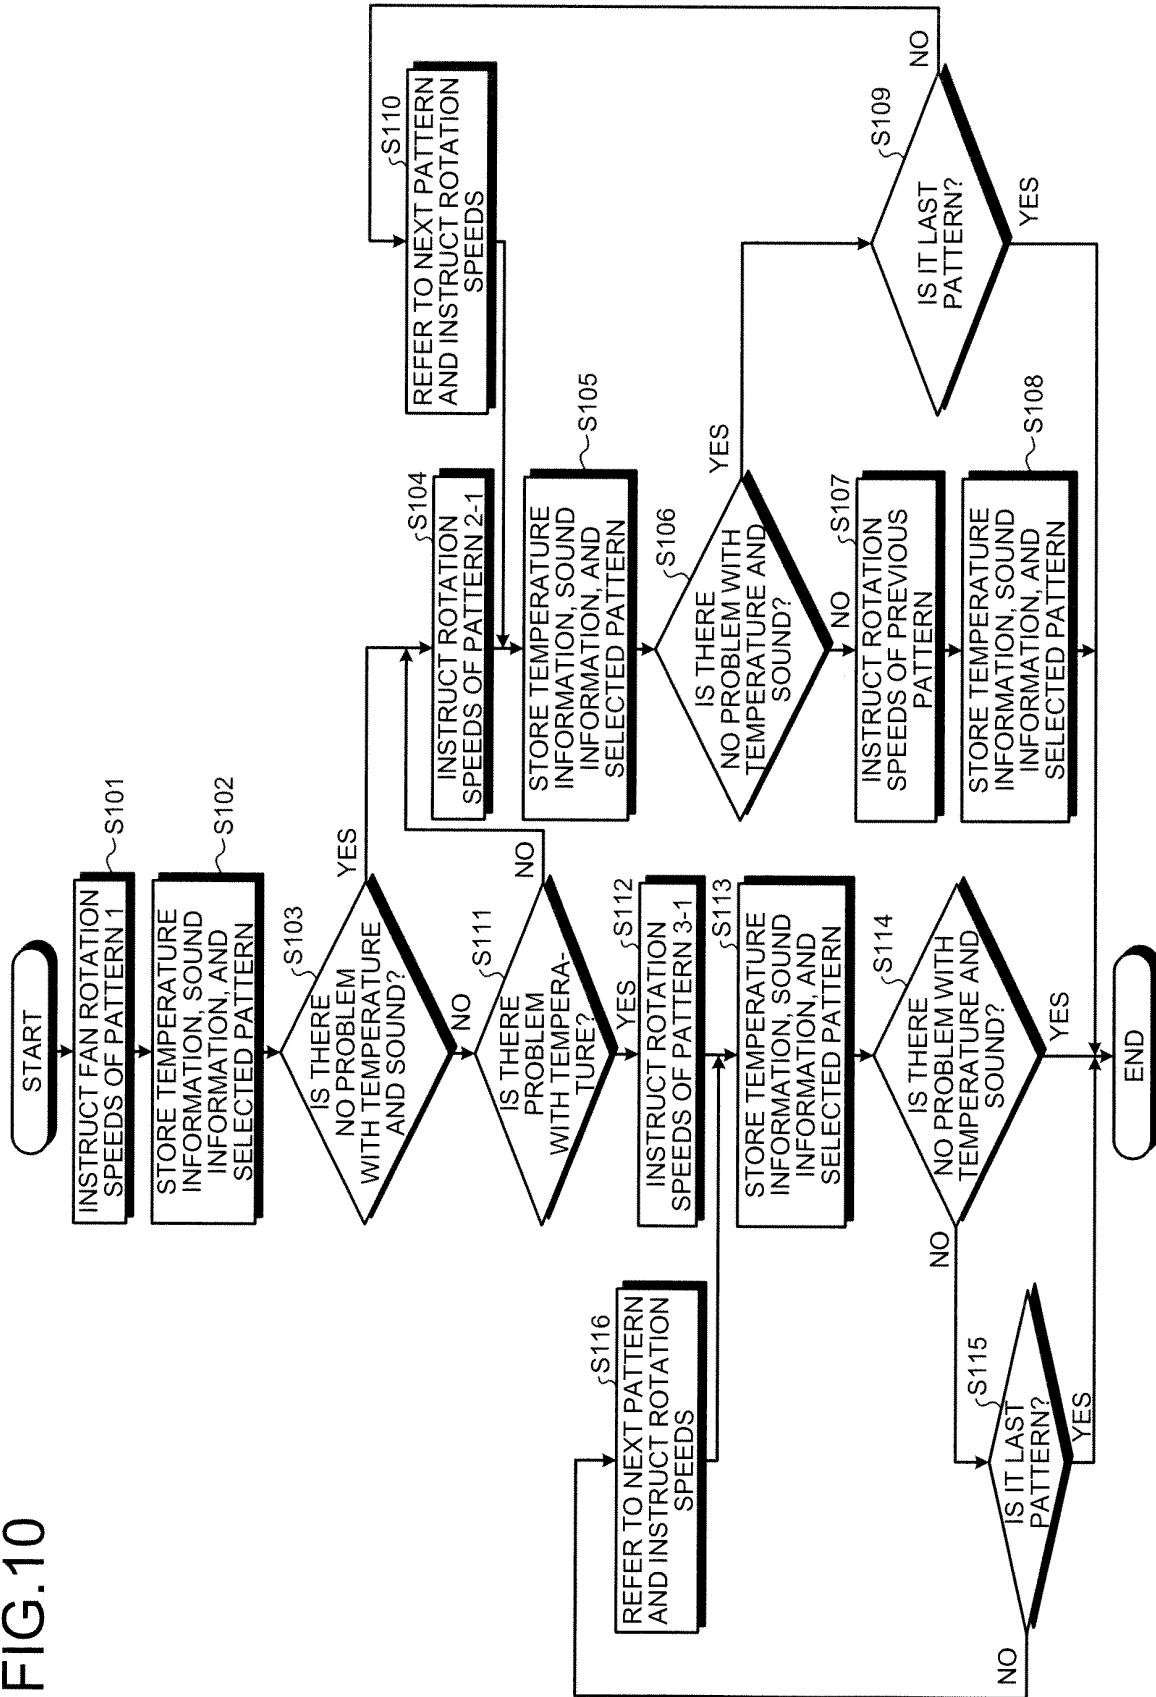 FIG.10
START
INSTRUCT FAN ROTATION
SPEEDS OF PATTERN 1
S101
STORE TEMPERATURE
INFORMATION, SOUND
INFORMATION, AND
SELECTED PATTERN
S102
IS THERE
NO PROBLEM
WITH TEMPERATURE
AND SOUND?
S103
YES
NO
IS THERE
PROBLEM
WITH TEMPERA-
TURE?
S111
NO
YES
INSTRUCT ROTATION
SPEEDS OF PATTERN 3-1
S112
STORE TEMPERATURE
INFORMATION, SOUND
INFORMATION, AND
SELECTED PATTERN
S113
IS THERE
NO PROBLEM WITH
TEMPERATURE AND
SOUND?
S114
NO
YES
IS IT LAST
PATTERN?
S115
YES
NO
REFER TO NEXT PATTERN
AND INSTRUCT ROTATION
SPEEDS
S116
INSTRUCT ROTATION
SPEEDS OF PATTERN 2-1
S104
STORE TEMPERATURE
INFORMATION, SOUND
INFORMATION, AND
SELECTED PATTERN
S105
IS THERE
NO PROBLEM WITH
TEMPERATURE AND
SOUND?
S106
YES
NO
INSTRUCT ROTATION
SPEEDS OF PREVIOUS
PATTERN
S107
STORE TEMPERATURE
INFORMATION, SOUND
INFORMATION, AND
SELECTED PATTERN
S108
IS IT LAST
PATTERN?
S109
NO
YES
REFER TO NEXT PATTERN
AND INSTRUCT ROTATION
SPEEDS
S110
END